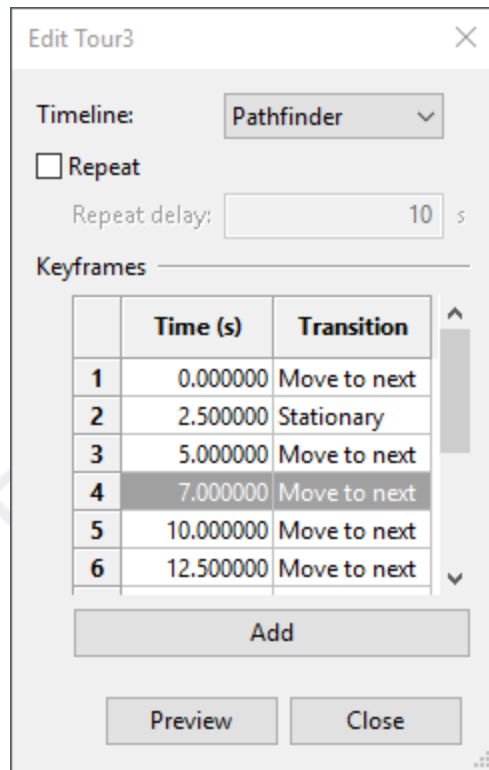 Edit Tour3
Timeline: Pathfinder
Repeat
Repeat delay: 10 s
Keyframes
Time (s) Transition
1 0.000000 Move to next
2 2.500000 Stationary
3 5.000000 Move to next
4 7.000000 Move to next
5 10.000000 Move to next
6 12.500000 Move to next
Add
Preview Close